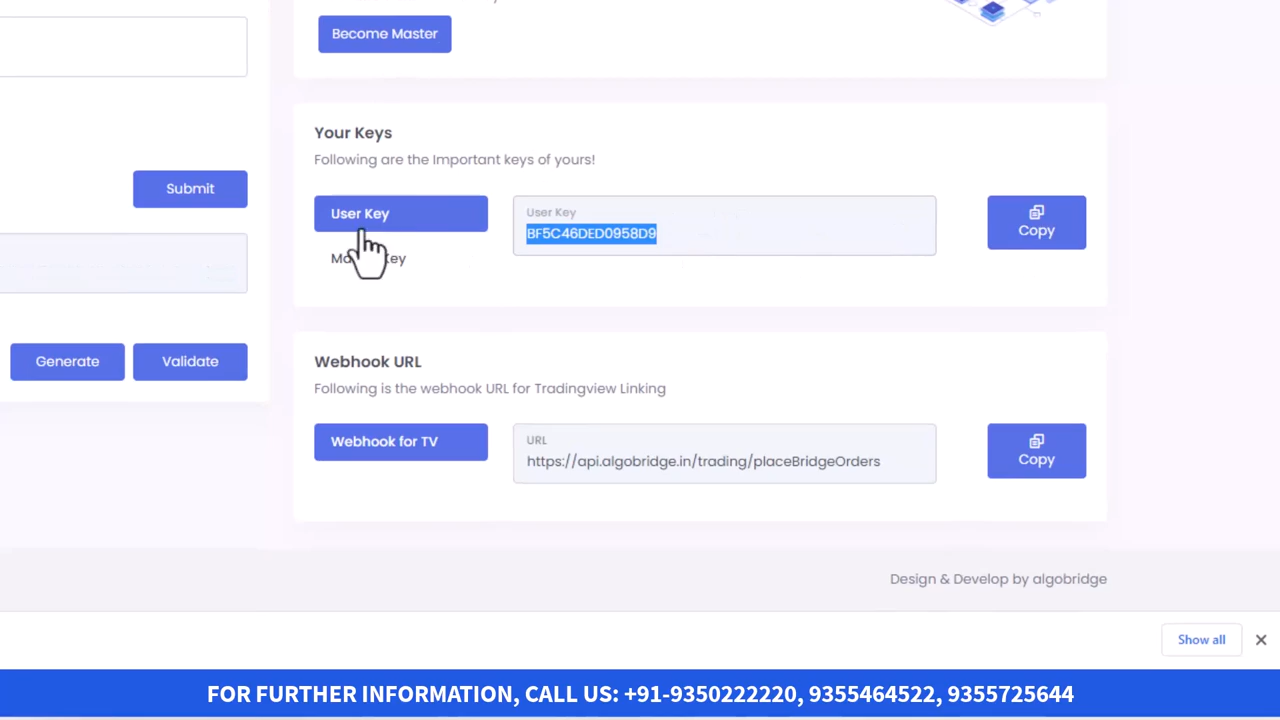 Become Master
Your Keys
Following are the Important keys of yours!
Submit
User Key
User Key
BF5C46DED0958D9
Copy
Generate
Validate
Webhook URL
Following is the webhook URL for Tradingview Linking
Webhook for TV
URL
https://api.algobridge.in/trading/placeBridgeOrders
Copy
Design & Develop by algobridge
Show all
FOR FURTHER INFORMATION, CALL US: +91-9350222220, 9355464522, 9355725644